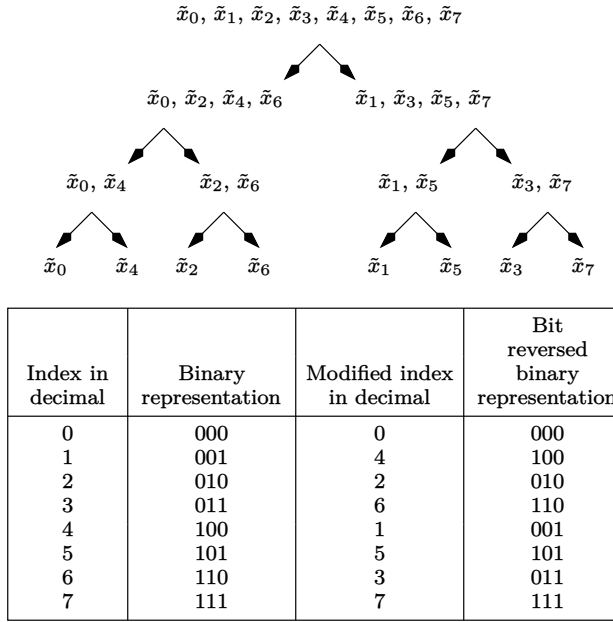 x̃₀, x̃₁, x̃₂, x̃₃, x̃₄, x̃₅, x̃₆, x̃₇
x̃₀, x̃₂, x̃₄, x̃₆ x̃₁, x̃₃, x̃₅, x̃₇
x̃₀, x̃₄ x̃₂, x̃₆ x̃₁, x̃₅ x̃₃, x̃₇
x̃₀ x̃₄ x̃₂ x̃₆ x̃₁ x̃₅ x̃₃ x̃₇
Bit
reversed
Index in Binary Modified index binary
decimal representation in decimal representation
0 000 0 000
1 001 4 100
2 010 2 010
3 011 6 110
4 100 1 001
5 101 5 101
6 110 3 011
7 111 7 111